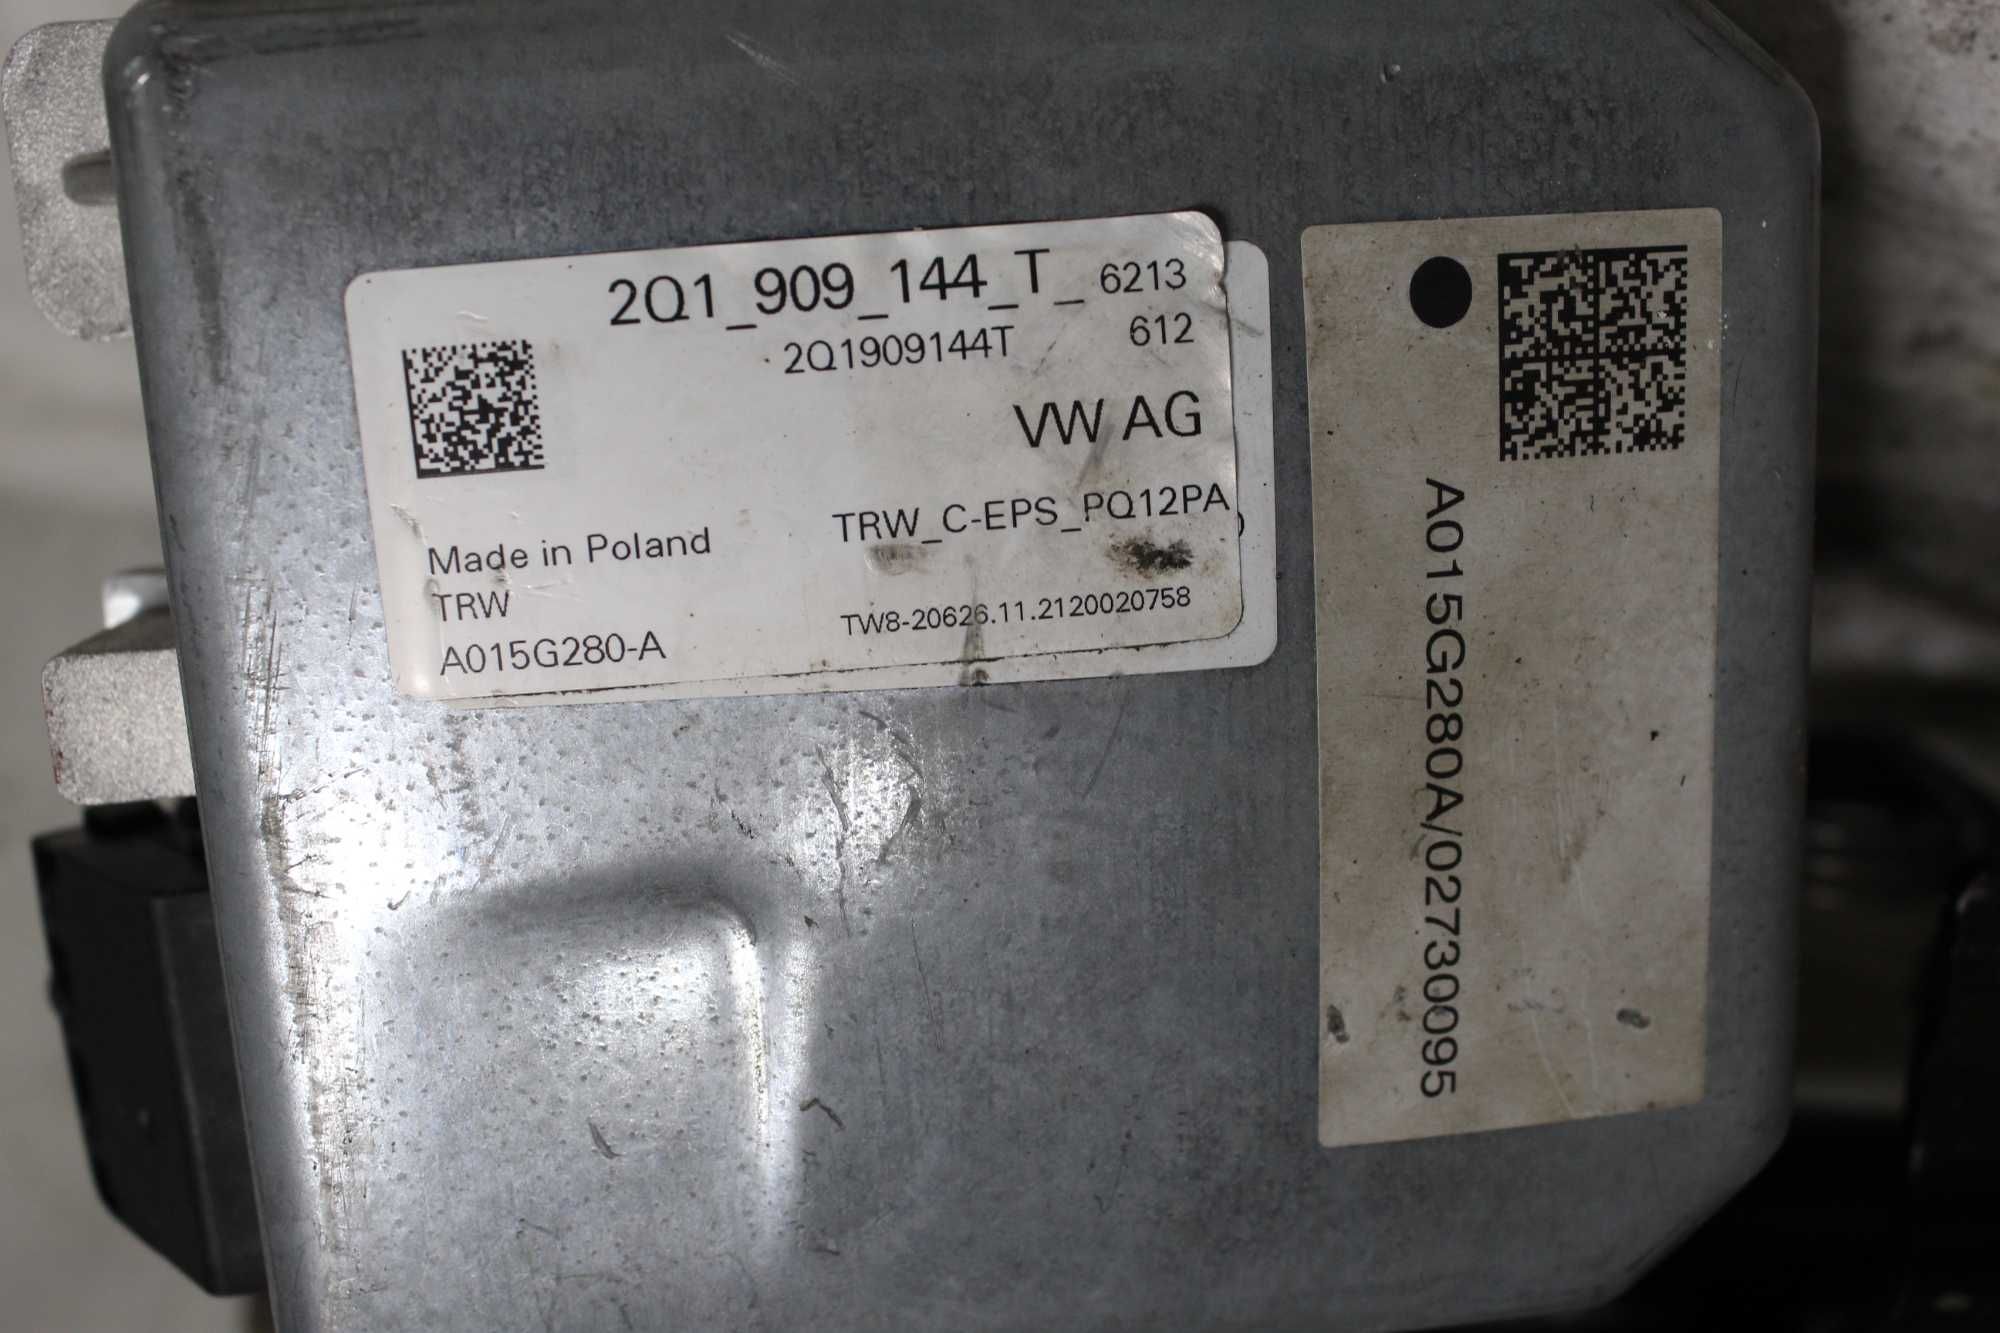 2Q1_909_144_T_ 6213
2Q1909144T 612
VW AG
Made in Poland TRW_C-EPS_PQ12PA
TRW
A015G280-A TW8-20626.11.2120020758
A015G280A/02730095